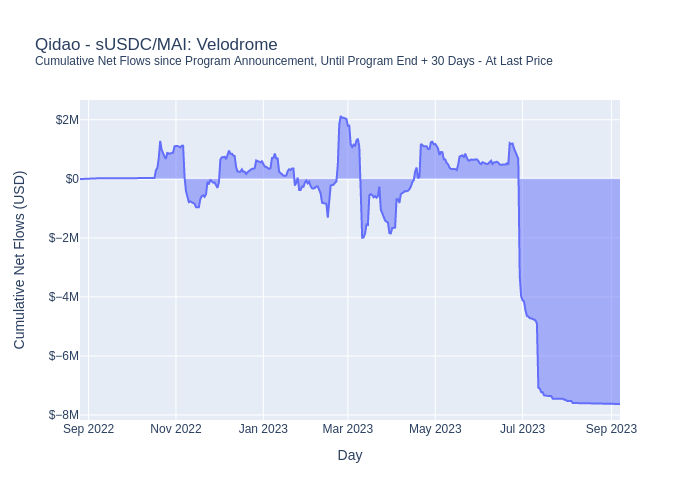 Qidao - sUSDC/MAI: Velodrome
Cumulative Net Flows since Program Announcement, Until Program End + 30 Days - At Last Price
Cumulative Net Flows (USD)
$2M
$0
$−2M
$−4M
$−6M
$−8M
Sep 2022 Nov 2022 Jan 2023 Mar 2023 May 2023 Jul 2023 Sep 2023
Day